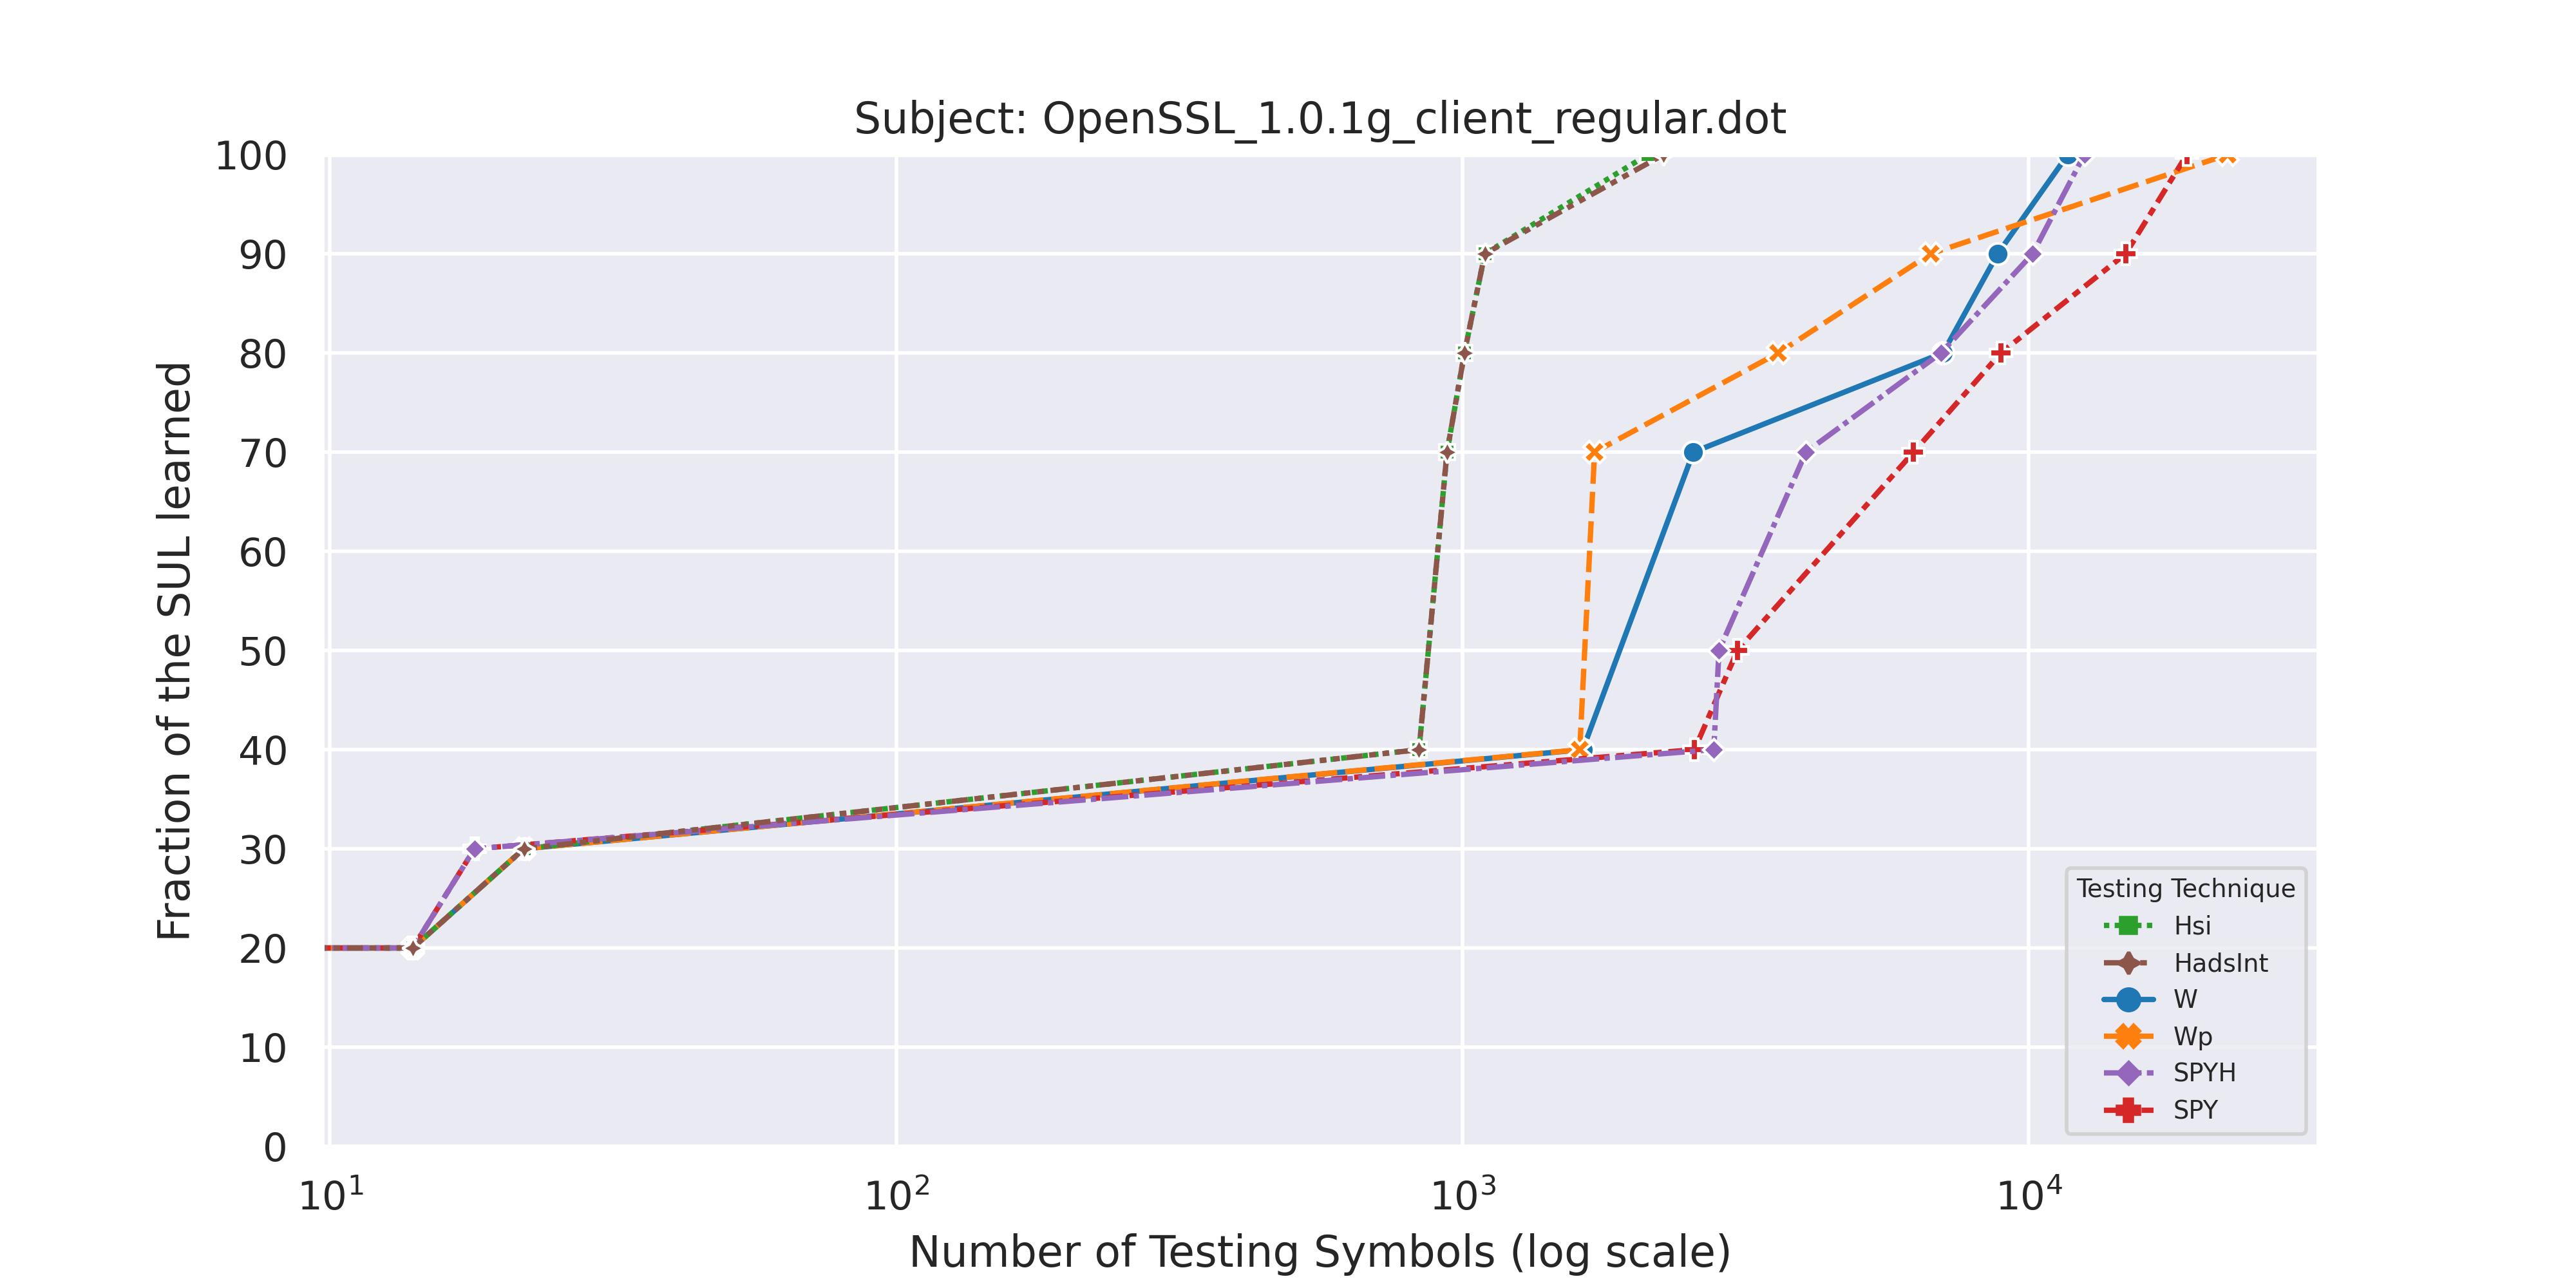 Subject: OpenSSL_1.0.1g_client_regular.dot
100
90
80
70
60
50
40
30
20
10
0
Fraction of the SUL learned
Testing Technique
Hsi
HadsInt
W
Wp
SPYH
SPY
10¹ 10² 10³ 10⁴
Number of Testing Symbols (log scale)